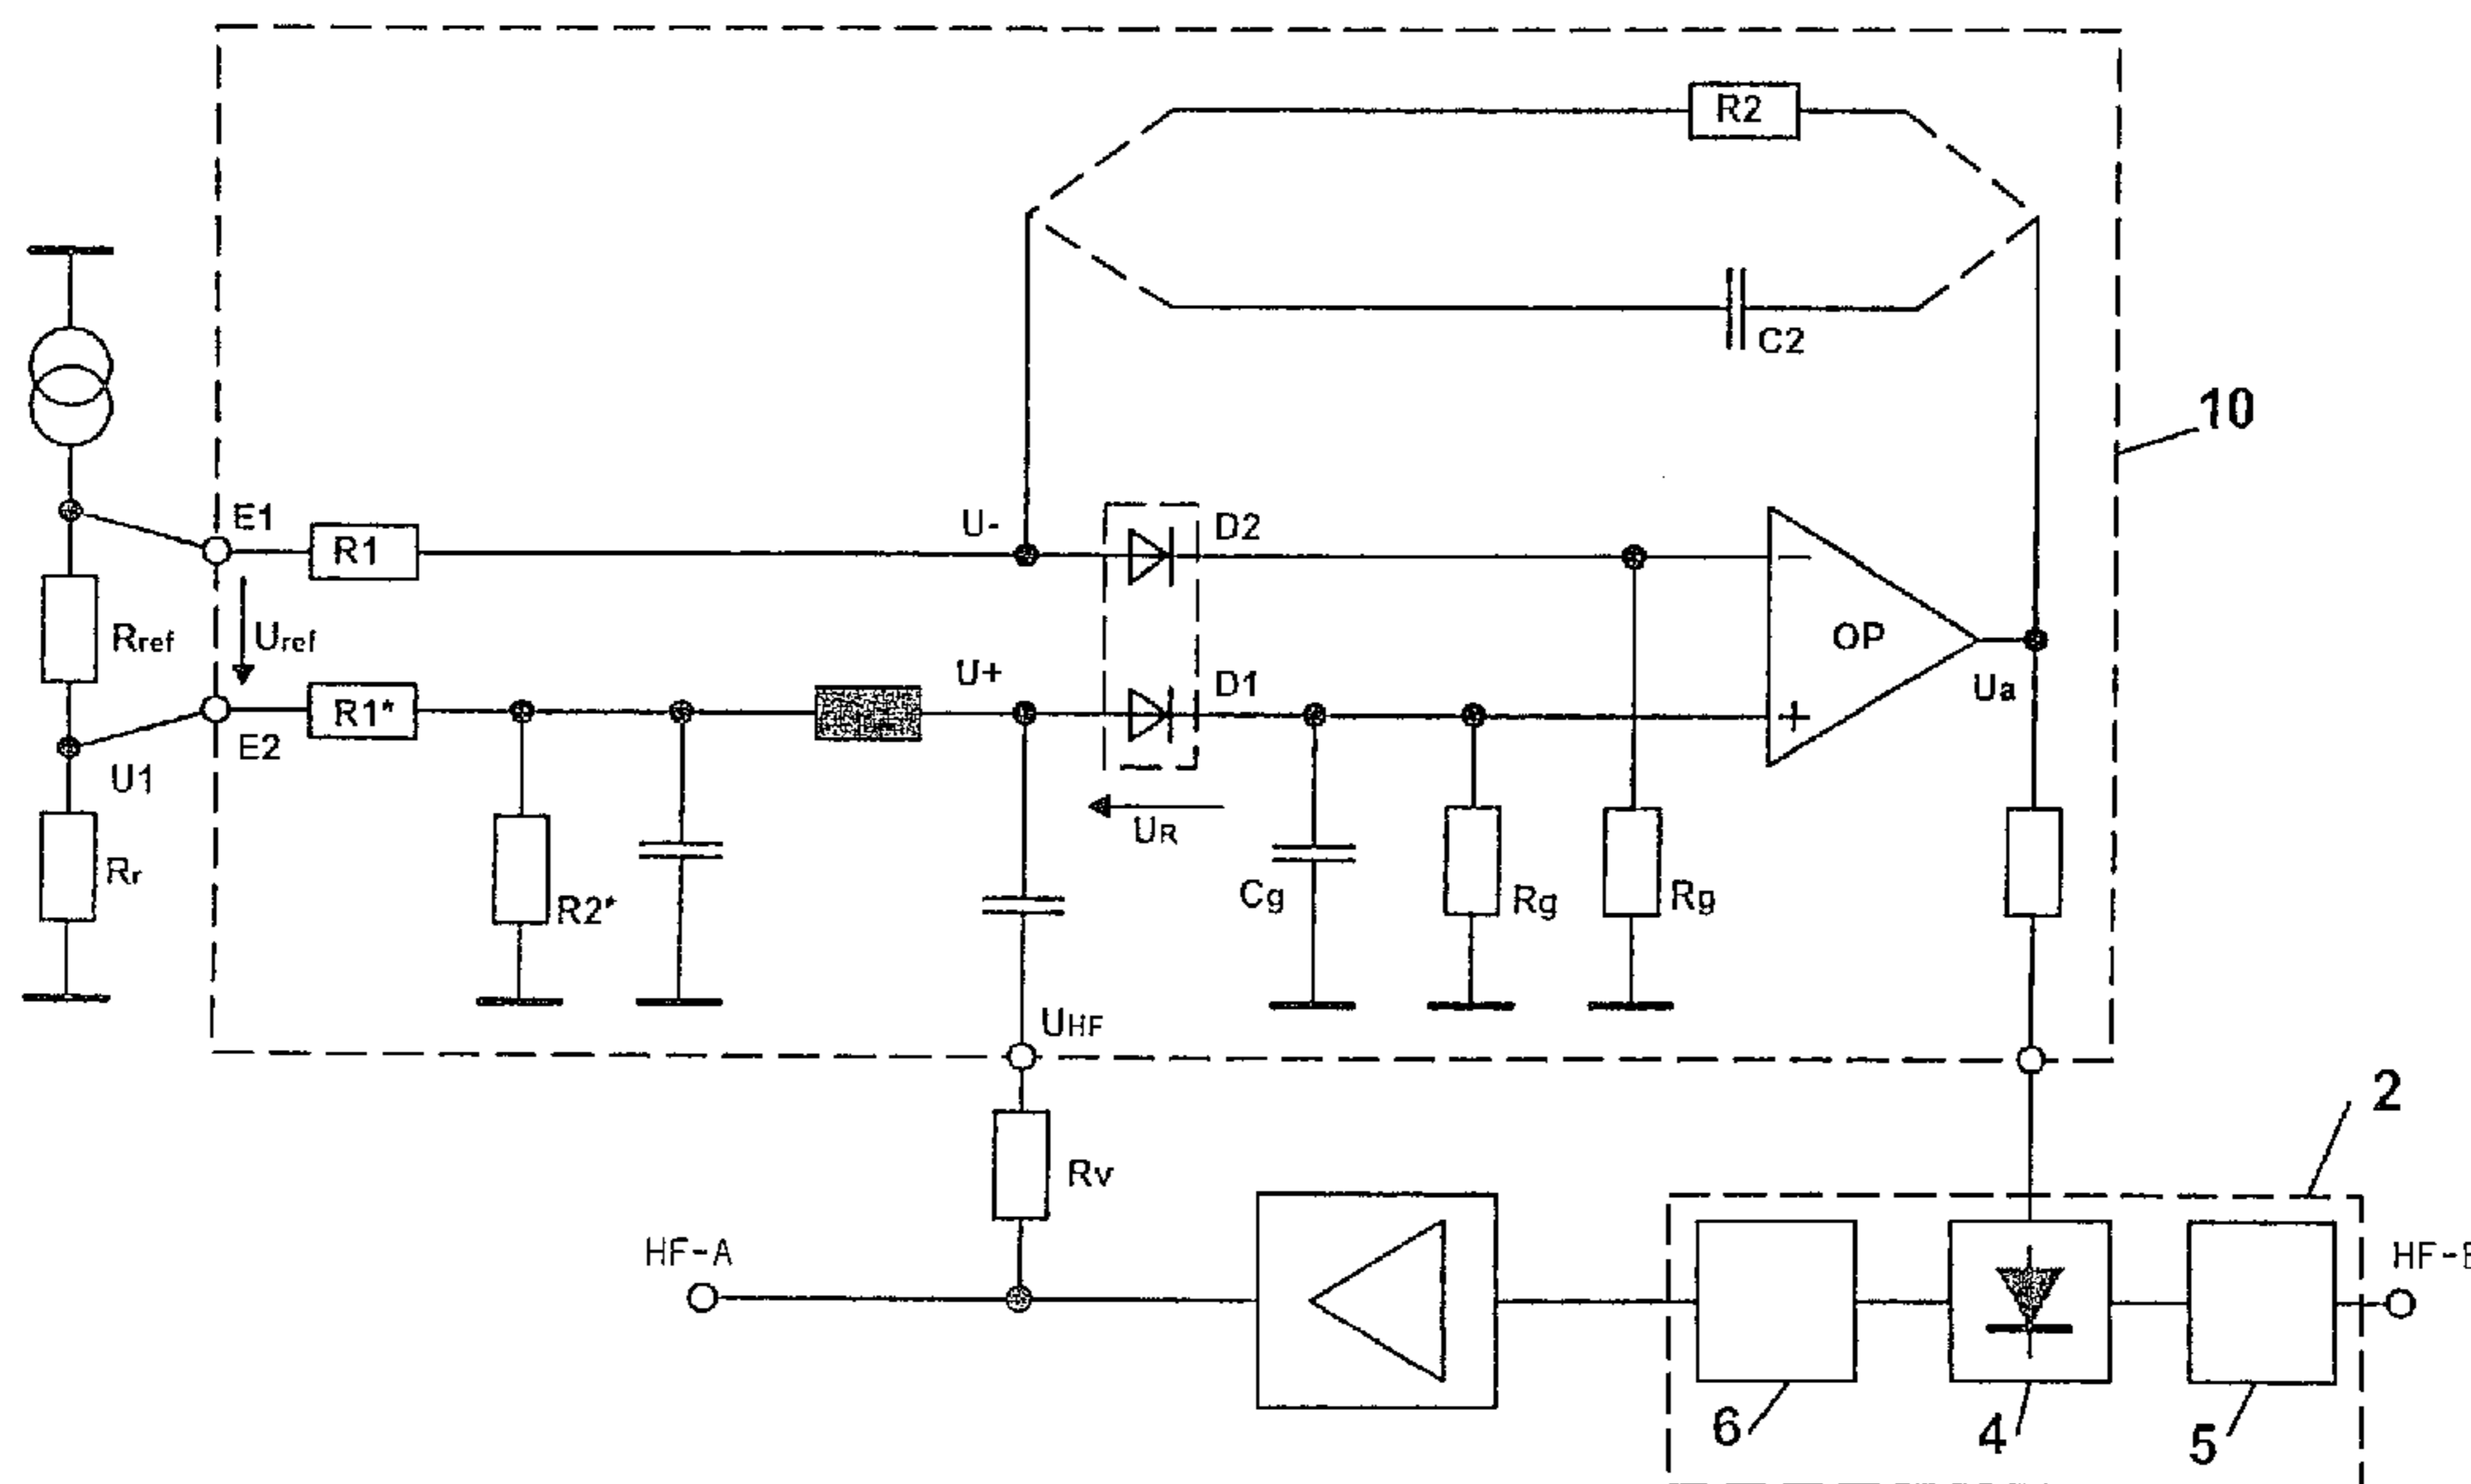 R2
C2
10
E1
R1
U-
D2
Rref
Uref
U+
OP
R1*
D1
Ua
E2
U1
UR
Rr
R2*
Cg
Rg
Rg
UHF
2
Rv
HF-A
HF-E
6
4
5